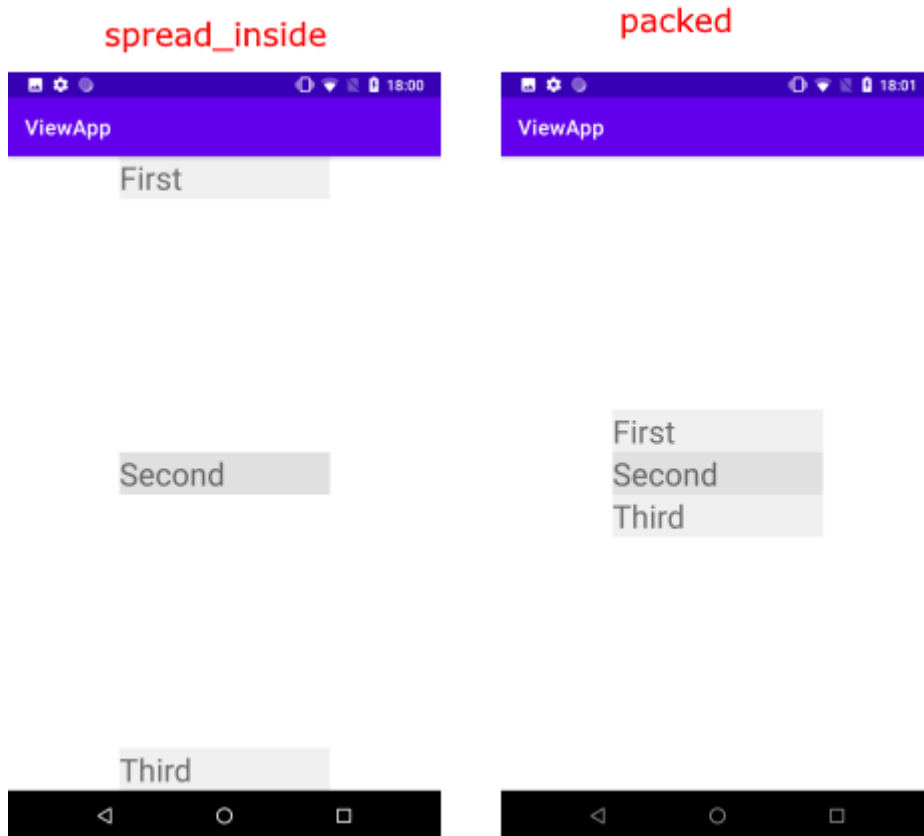 spread_inside
packed
18:00
ViewApp
First
Second
Third
18:01
ViewApp
First
Second
Third